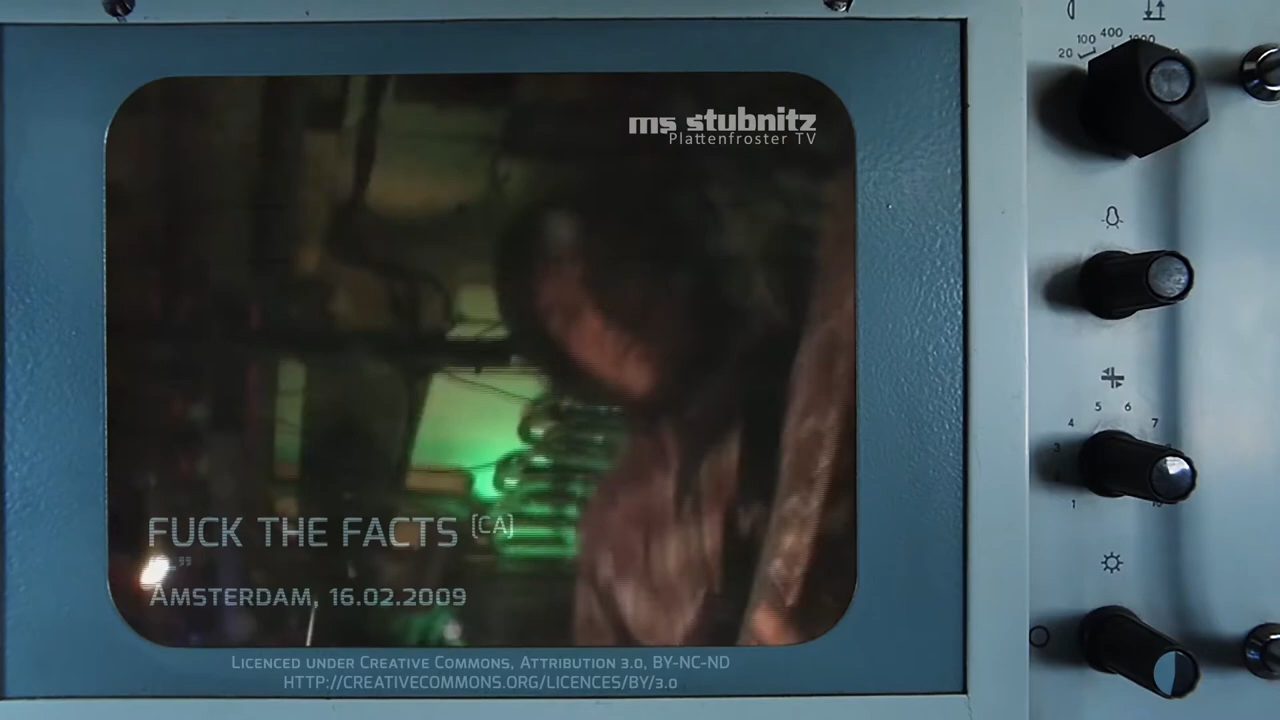 20 100 400 1000
ms stubnitz
Plattenfroster TV
5 6
4 7
3
1 10
FUCK THE FACTS [CA]
""
AMSTERDAM, 16.02.2009
LICENCED UNDER CREATIVE COMMONS, ATTRIBUTION 3.0, BY-NC-ND
HTTP://CREATIVECOMMONS.ORG/LICENCES/BY/3.0